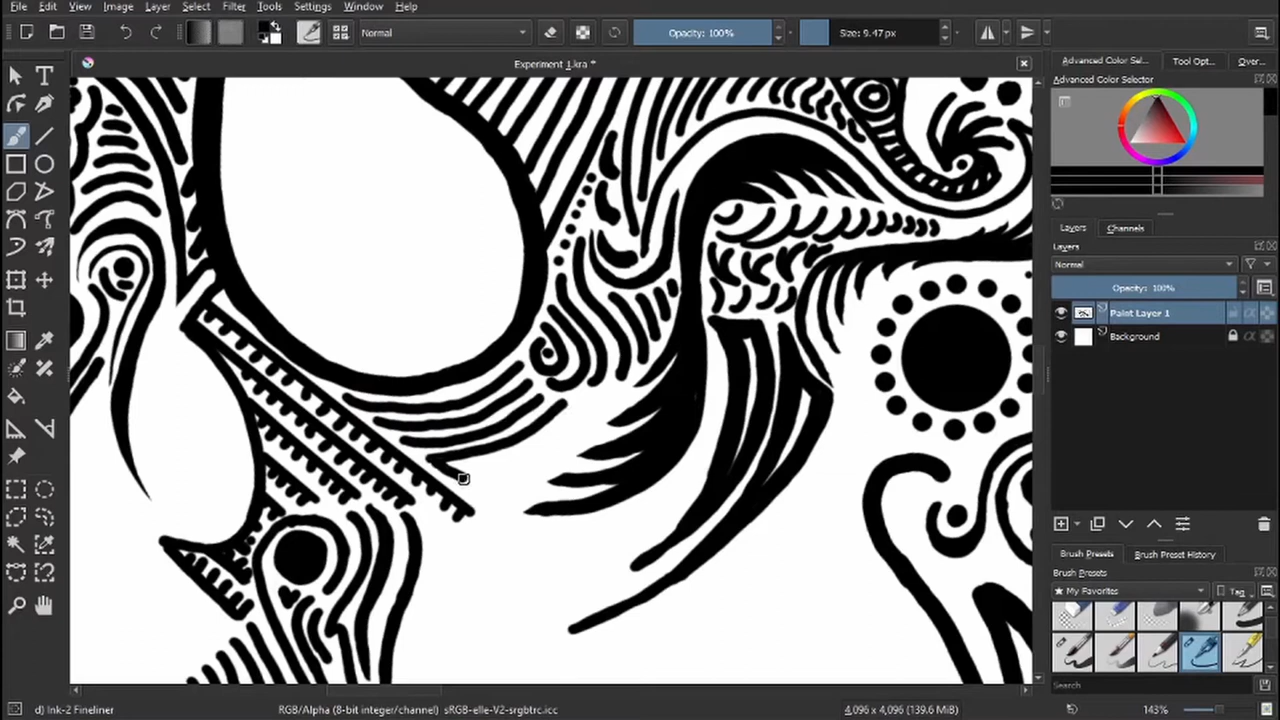 File Edit View Image Layer Select Filter Tools Settings Window Help
Normal Opacity: 100% Size: 9.47 px
Experiment 1.kra *
Advanced Color Sel... Tool Opt... Over...
Advanced Color Selector
Layers Channels
Layers
Normal
Opacity: 100%
Paint Layer 1
Background
Brush Presets Brush Preset History
Brush Presets
My Favorites Tag
Search
d) Ink-2 Fineliner RGB/Alpha (8-bit integer/channel) sRGB-elle-V2-srgbtrc.icc 4,096 x 4,096 (139.6 MiB) 143%